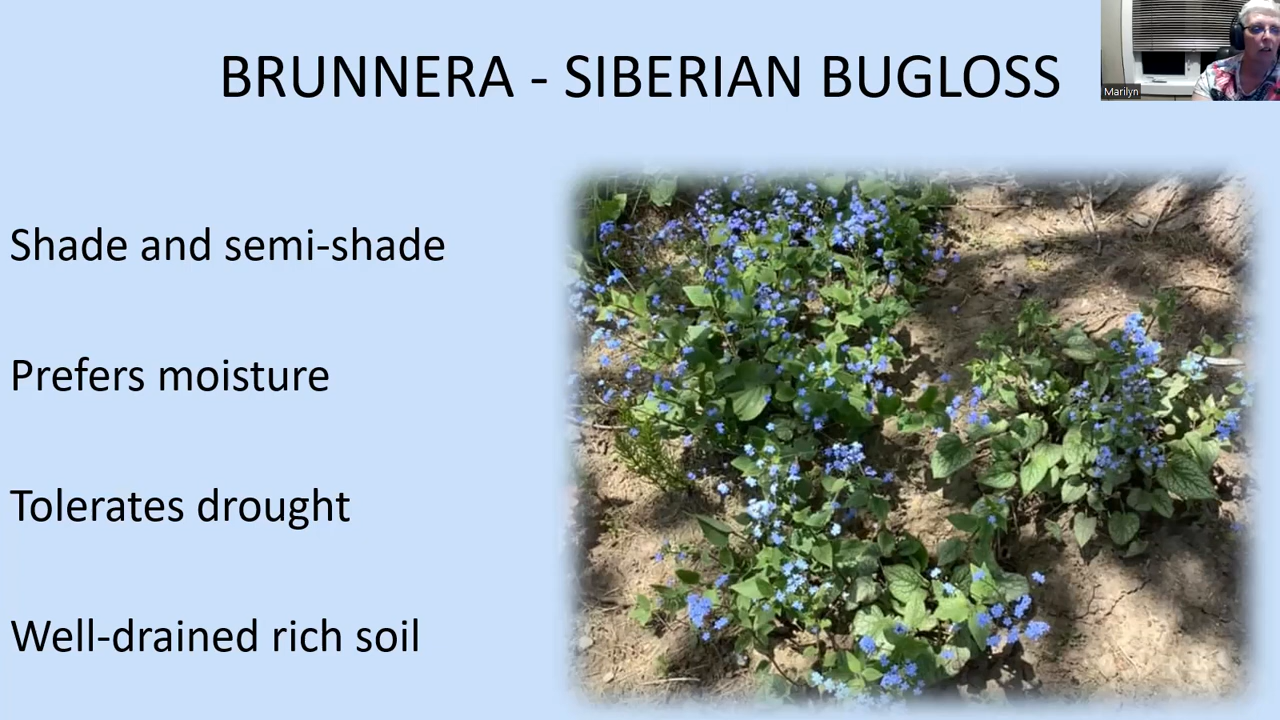 BRUNNERA - SIBERIAN BUGLOSS
Marilyn
Shade and semi-shade
Prefers moisture
Tolerates drought
Well-drained rich soil